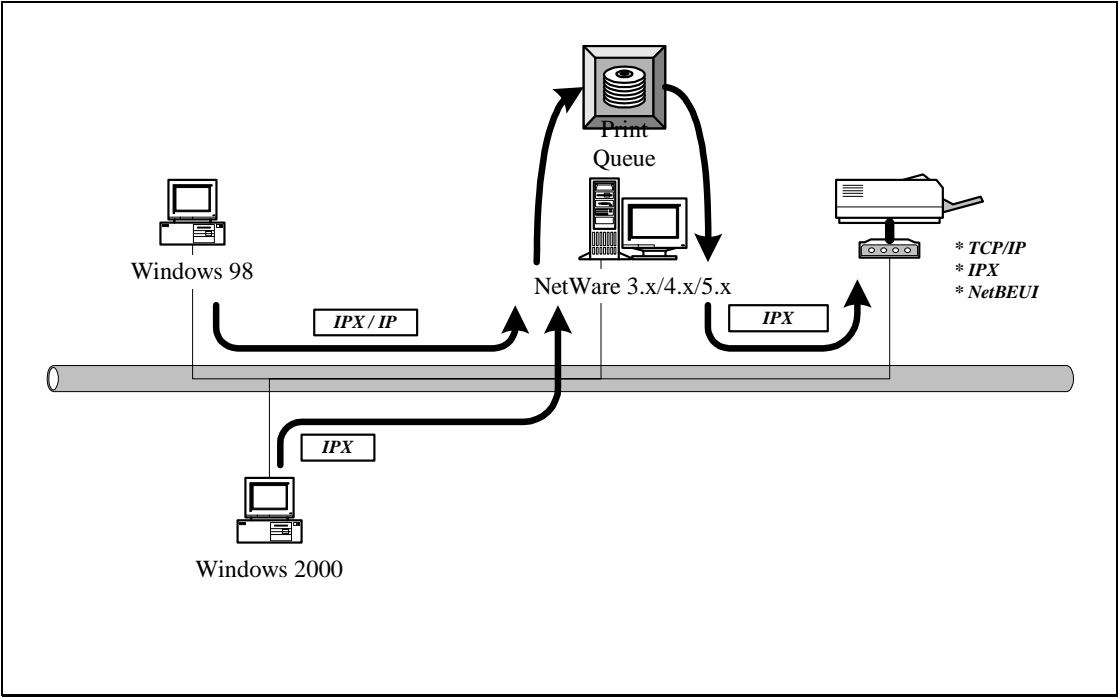 Print
Queue
Windows 98
NetWare 3.x/4.x/5.x
* TCP/IP
* IPX
* NetBEUI
IPX / IP
IPX
IPX
Windows 2000